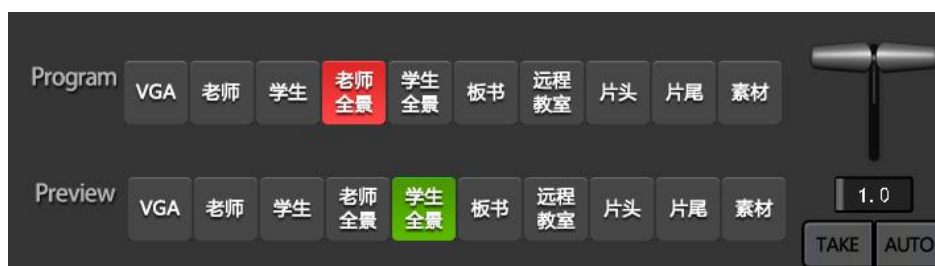 Program VGA 老师 学生 老师全景 学生全景 板书 远程教室 片头 片尾 素材
Preview VGA 老师 学生 老师全景 学生全景 板书 远程教室 片头 片尾 素材
1.0
TAKE AUTO